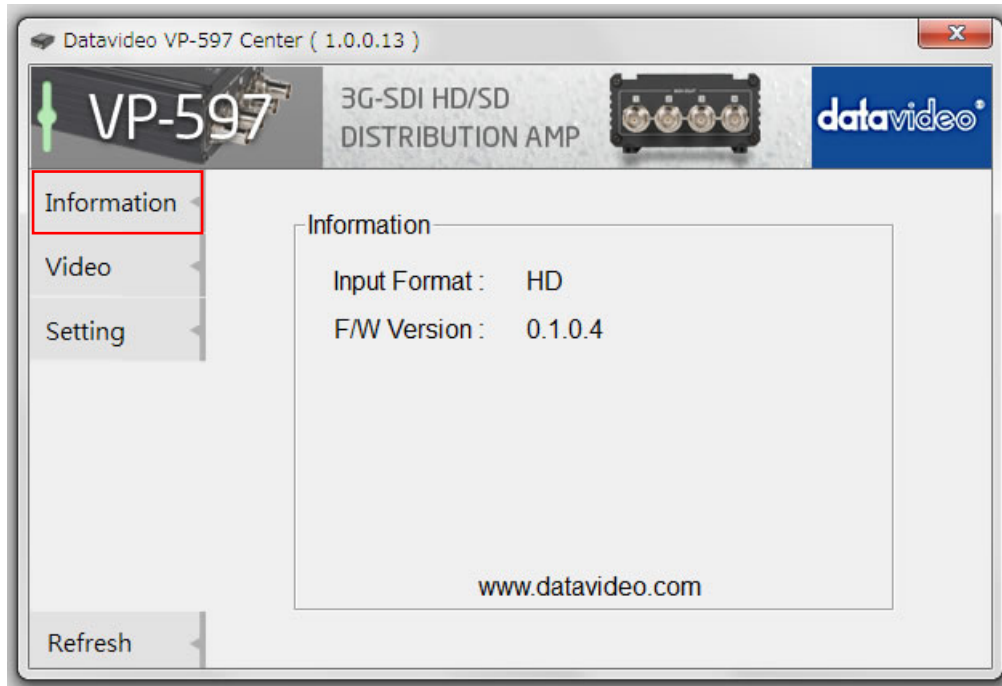 Datavideo VP-597 Center ( 1.0.0.13 )
VP-597
3G-SDI HD/SD
DISTRIBUTION AMP
datavideo®
Information
Video
Setting
Refresh
Information
Input Format : HD
F/W Version : 0.1.0.4
www.datavideo.com